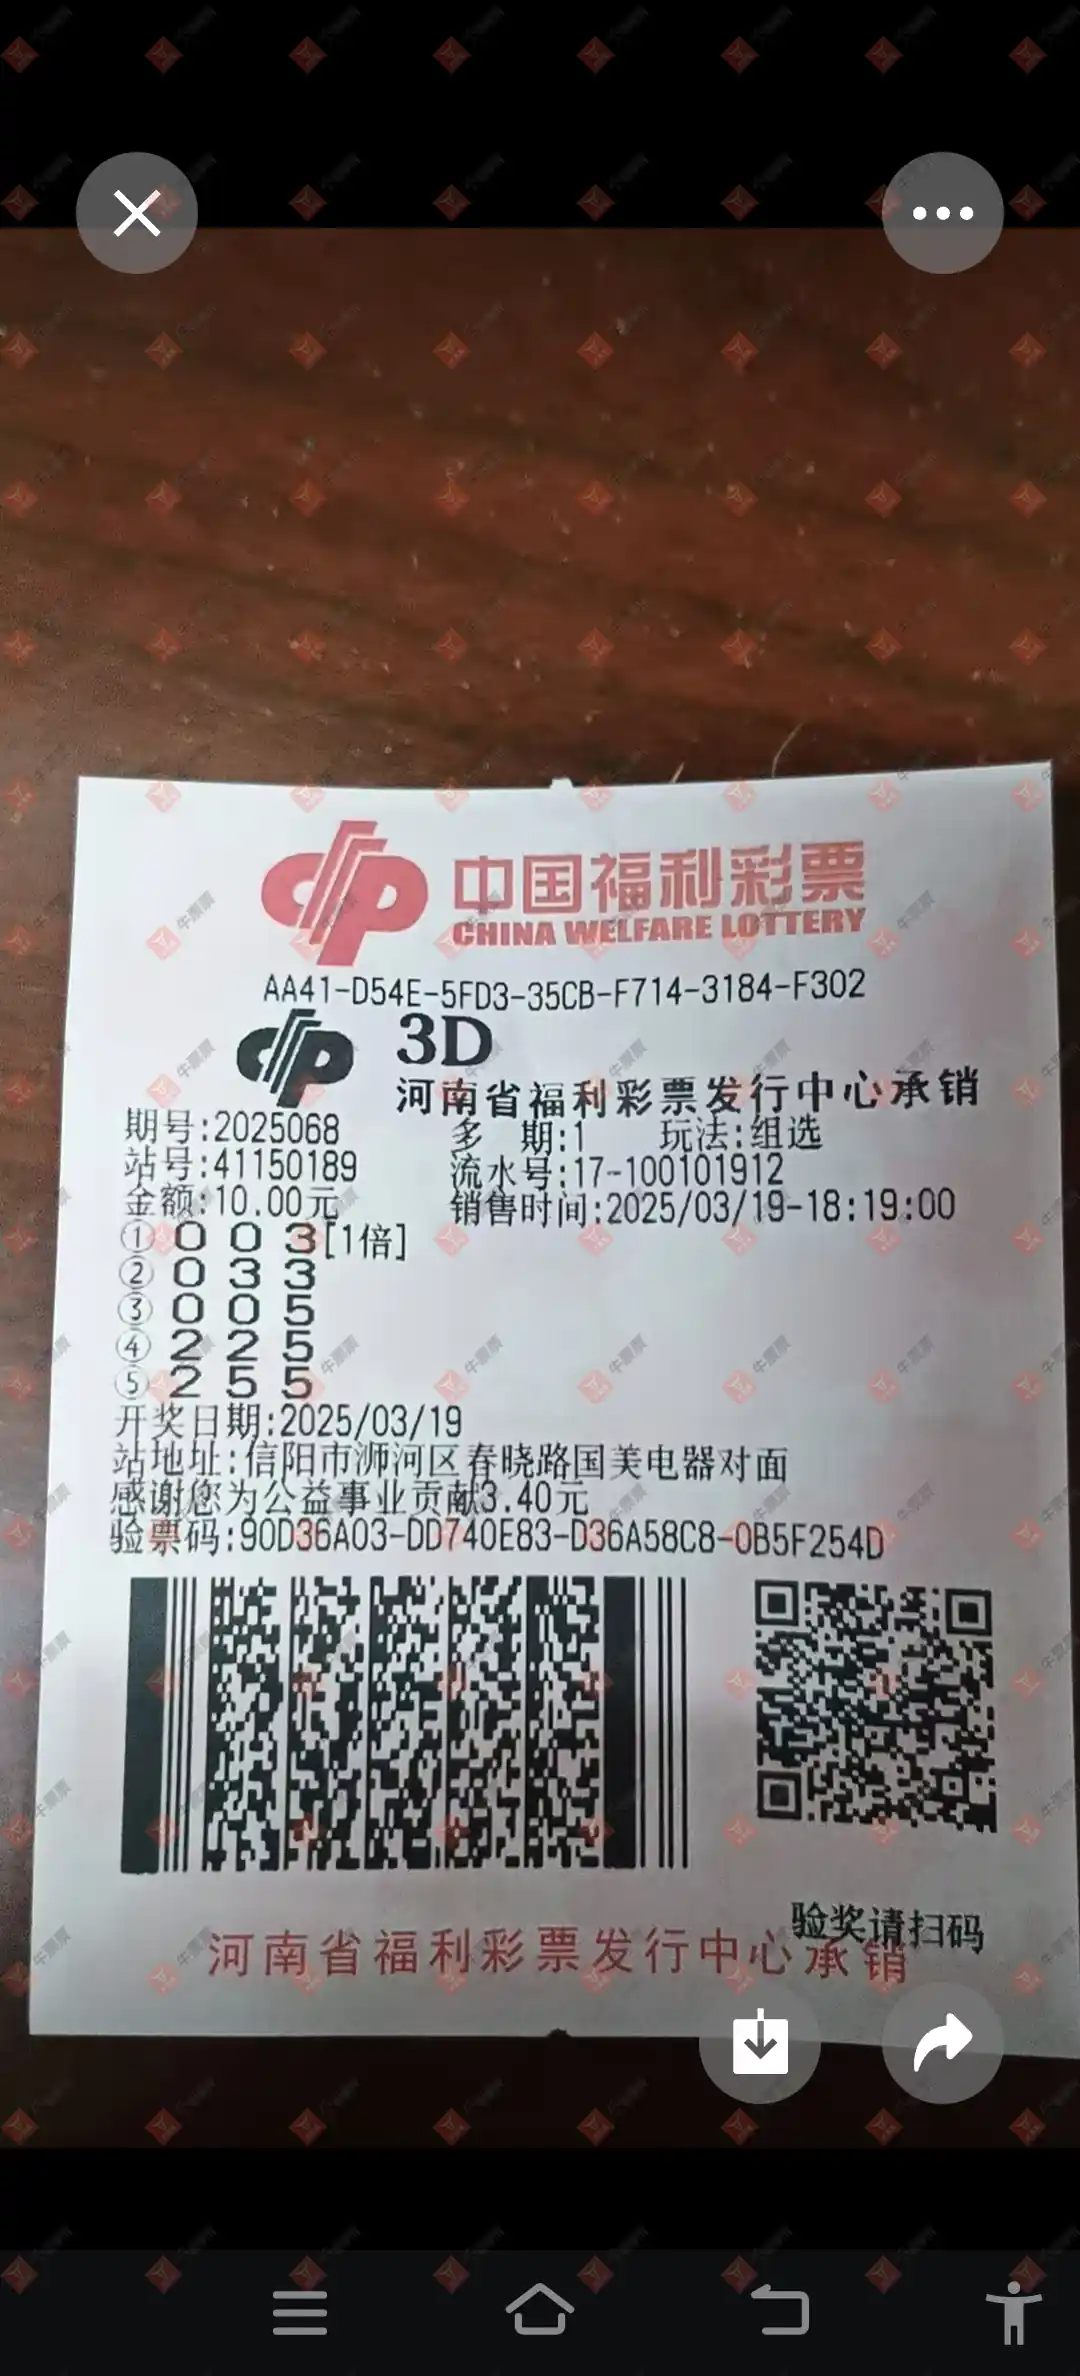 中国福利彩票
CHINA WELFARE LOTTERY
AA41-D54E-5FD3-35CB-F714-3184-F302
3D
河南省福利彩票发行中心承销
期号:2025068 多 期:1 玩法:组选
站号:41150189 流水号:17-100101912
金额:10.00元 销售时间:2025/03/19-18:19:00
① 0 0 3[1倍]
② 0 3 3
③ 0 0 5
④ 2 2 5
⑤ 2 5 5
开奖日期:2025/03/19
站地址:信阳市浉河区春晓路国美电器对面
感谢您为公益事业贡献3.40元
验票码:90D36A03-DD740E83-D36A58C8-0B5F254D
验奖请扫码
河南省福利彩票发行中心承销
牛票票